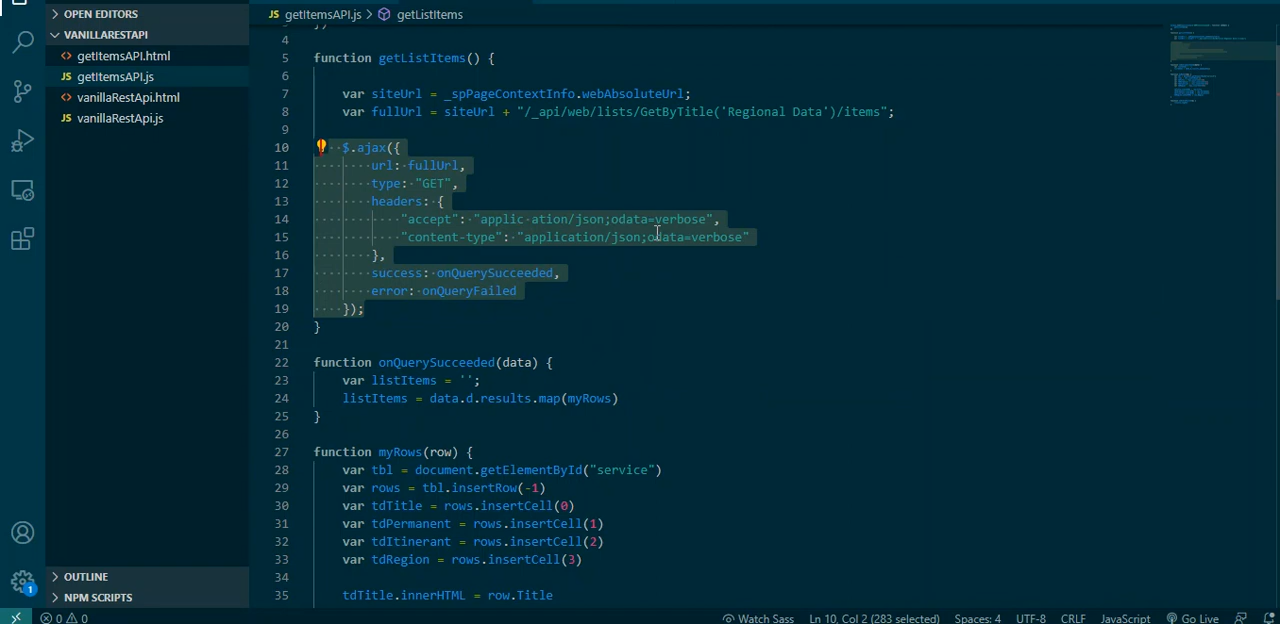 OPEN EDITORS
VANILLARESTAPI
<> getItemsAPI.html
JS getItemsAPI.js
<> vanillaRestApi.html
JS vanillaRestApi.js
OUTLINE
NPM SCRIPTS
JS getItemsAPI.js > getListItems
4
5 function getListItems() {
6
7 var siteUrl = _spPageContextInfo.webAbsoluteUrl;
8 var fullUrl = siteUrl + "/_api/web/lists/GetByTitle('Regional Data')/items";
9
10 $.ajax({
11 url: fullUrl,
12 type: "GET",
13 headers: {
14 "accept": "applic ation/json;odata=verbose",
15 "content-type": "application/json;odata=verbose"
16 },
17 success: onQuerySucceeded,
18 error: onQueryFailed
19 });
20 }
21
22 function onQuerySucceeded(data) {
23 var listItems = '';
24 listItems = data.d.results.map(myRows)
25 }
26
27 function myRows(row) {
28 var tbl = document.getElementById("service")
29 var rows = tbl.insertRow(-1)
30 var tdTitle = rows.insertCell(0)
31 var tdPermanent = rows.insertCell(1)
32 var tdItinerant = rows.insertCell(2)
33 var tdRegion = rows.insertCell(3)
34
35 tdTitle.innerHTML = row.Title
1
0 0 Watch Sass Ln 10, Col 2 (283 selected) Spaces: 4 UTF-8 CRLF JavaScript Go Live